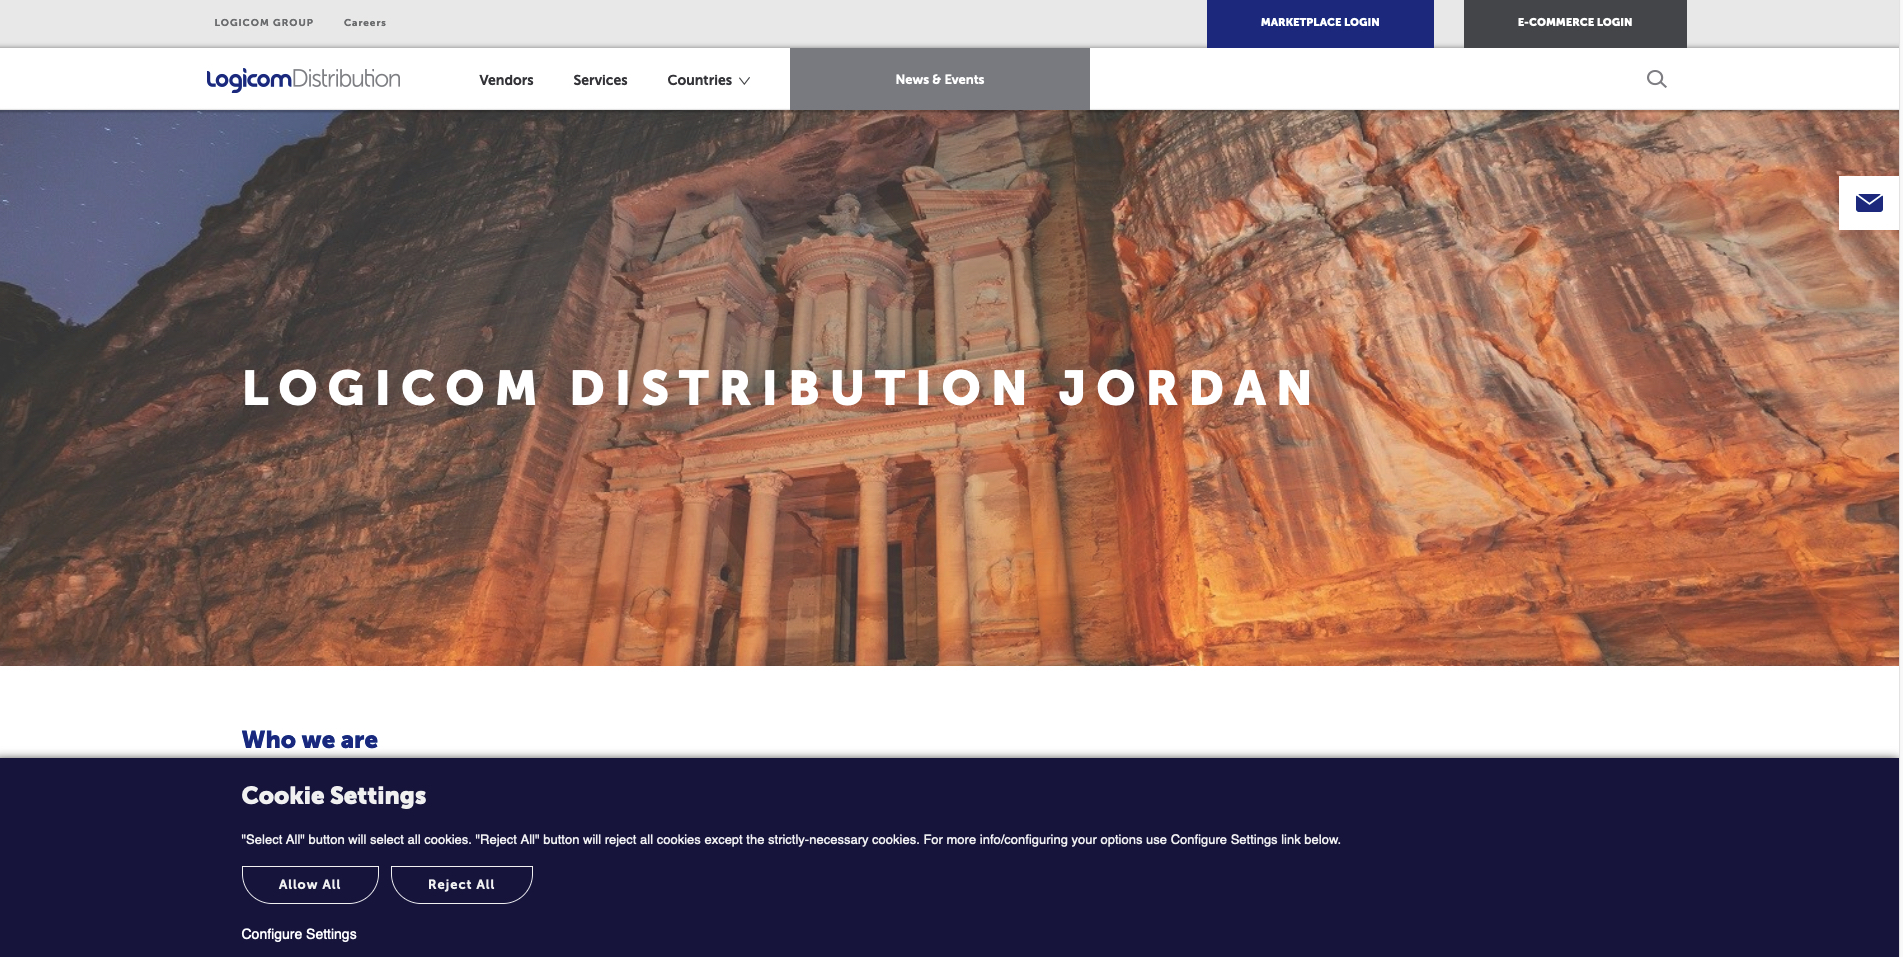 LOGICOM GROUP
Careers
MARKETPLACE LOGIN
E-COMMERCE LOGIN
LogicomDistribution
Vendors
Services
Countries
News & Events
LOGICOM DISTRIBUTION JORDAN
Who we are
Cookie Settings
"Select All" button will select all cookies. "Reject All" button will reject all cookies except the strictly-necessary cookies. For more info/configuring your options use Configure Settings link below.
Allow All
Reject All
Configure Settings